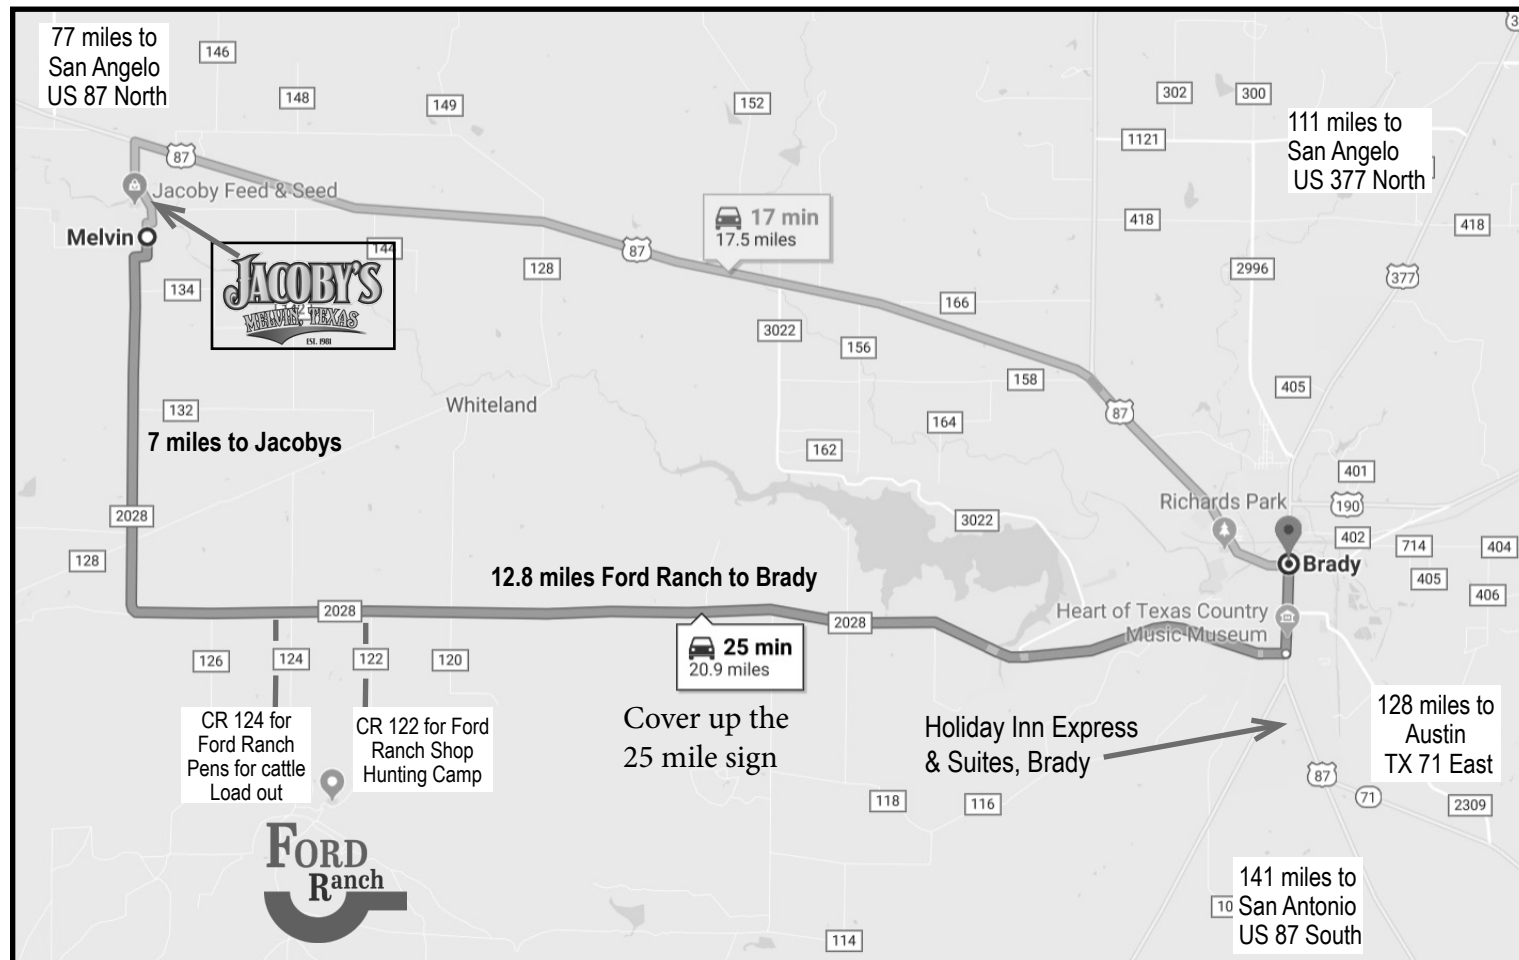 77 miles to
San Angelo
US 87 North
146
148
149
152
302
300
1121
111 miles to
San Angelo
US 377 North
87
Jacoby Feed & Seed
Melvin
17 min
17.5 miles
144
128
87
418
418
2996
377
134
JACOBY'S
MELVIN, TEXAS
EST. 1981
166
3022
156
158
405
132
Whiteland
87
164
7 miles to Jacobys
162
401
Richards Park
190
2028
3022
402
714
404
128
12.8 miles Ford Ranch to Brady
Brady
405
406
2028
2028
Heart of Texas Country
Music Museum
126
124
122
120
25 min
20.9 miles
CR 124 for
Ford Ranch
Pens for cattle
Load out
CR 122 for Ford
Ranch Shop
Hunting Camp
Cover up the
25 mile sign
Holiday Inn Express
& Suites, Brady
128 miles to
Austin
TX 71 East
87
71
118
116
2309
FORD
Ranch
141 miles to
San Antonio
US 87 South
114